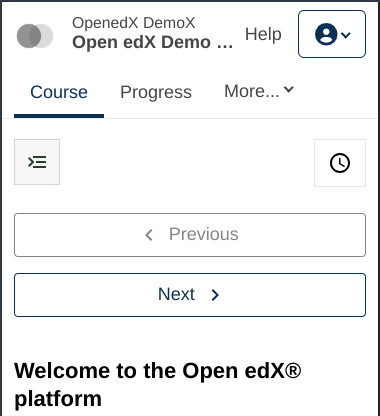 OpenedX DemoX
Open edX Demo ...
Help
Course
Progress
More...
Previous
Next
Welcome to the Open edX®
platform